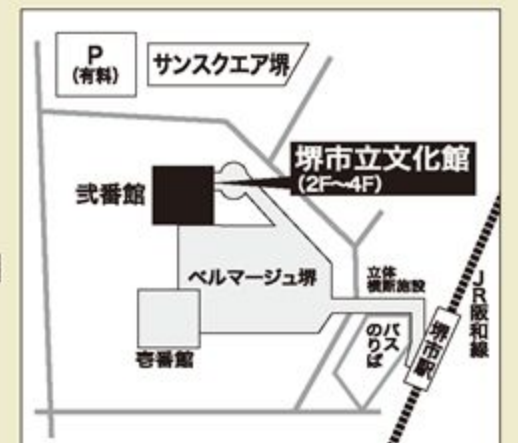 P
(有料)
サンスクエア堺
堺市立文化館
(2F～4F)
弐番館
ベルマージュ堺
立体
横断施設
JR阪和線
堺市駅
バス
のりば
壱番館